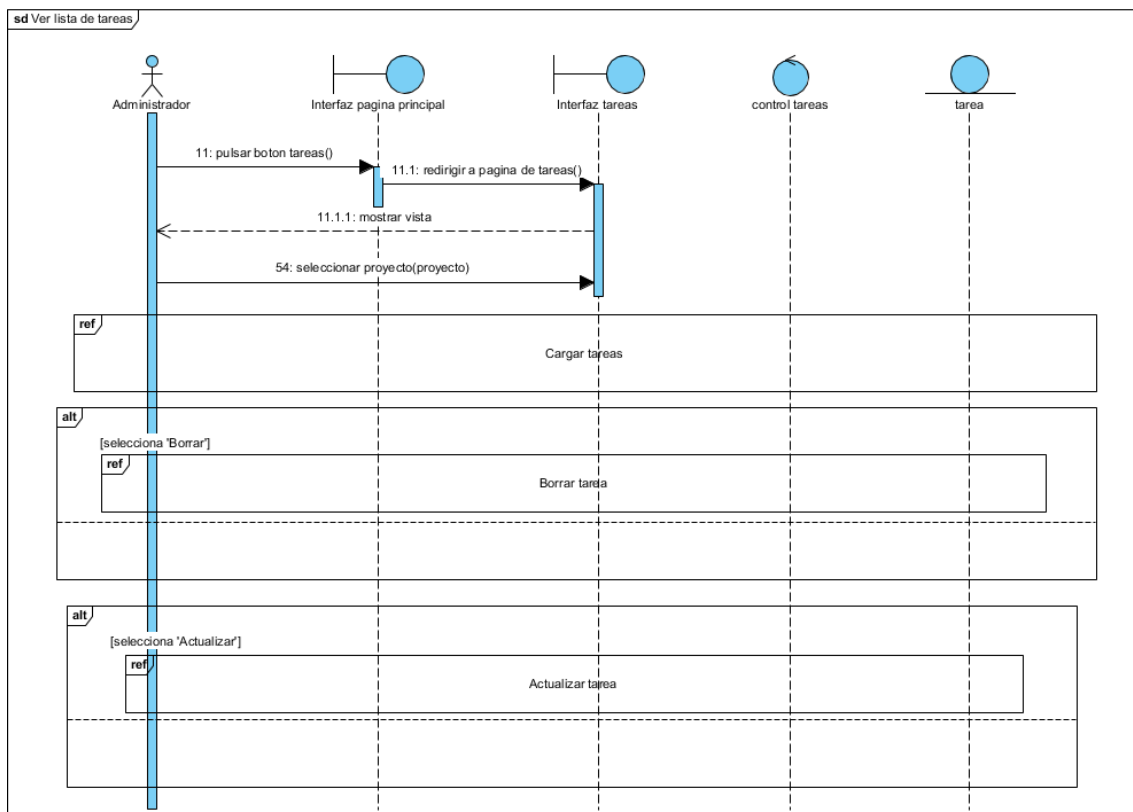 sd Ver lista de tareas
Administrador
Interfaz pagina principal
Interfaz tareas
control tareas
tarea
11: pulsar boton tareas()
11.1: redirigir a pagina de tareas()
11.1.1: mostrar vista
54: seleccionar proyecto(proyecto)
ref
Cargar tareas
alt
[selecciona 'Borrar']
ref
Borrar tarea
alt
[selecciona 'Actualizar']
ref
Actualizar tarea